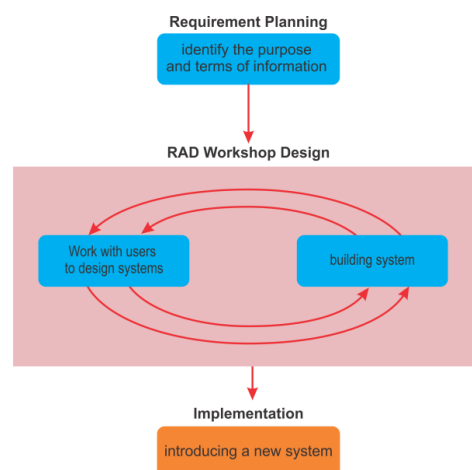 Requirement Planning
identify the purpose
and terms of information
RAD Workshop Design
Work with users
to design systems
building system
Implementation
introducing a new system